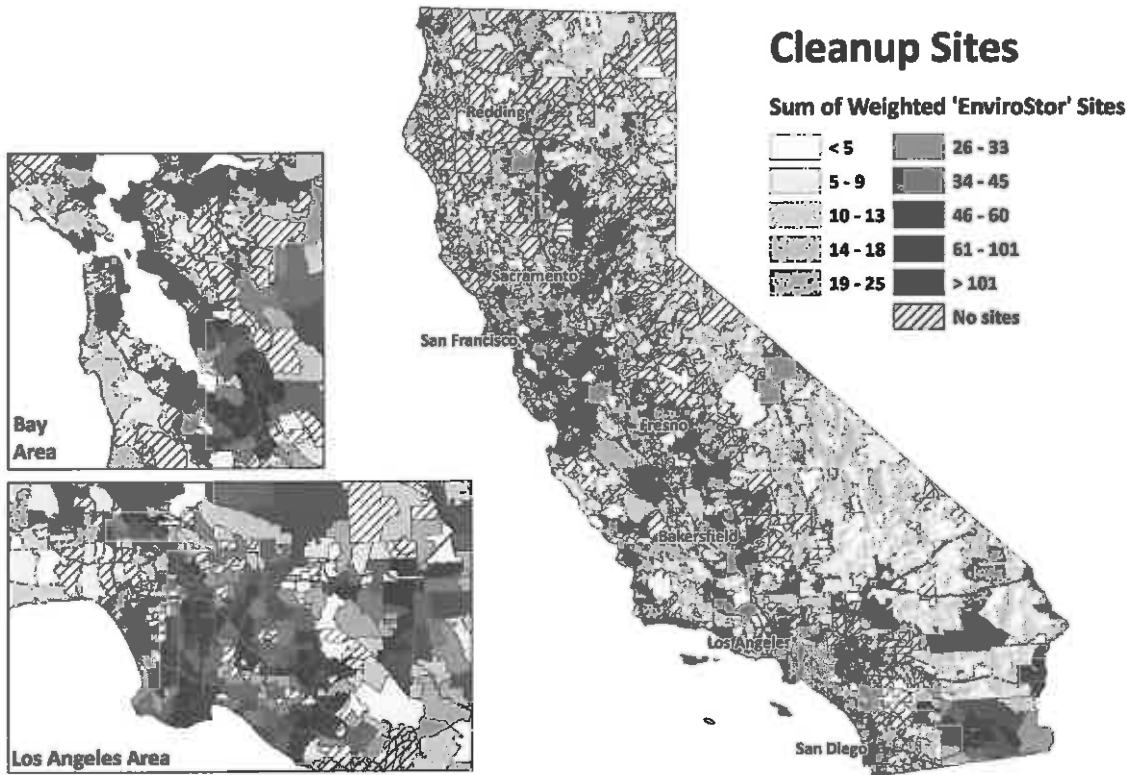 Cleanup Sites
Sum of Weighted 'EnviroStor' Sites
< 5
26 - 33
5 - 9
34 - 45
10 - 13
46 - 60
14 - 18
61 - 101
19 - 25
> 101
No sites
Redding
Sacramento
San Francisco
Fresno
Bakersfield
Los Angeles
San Diego
Bay
Area
Los Angeles Area